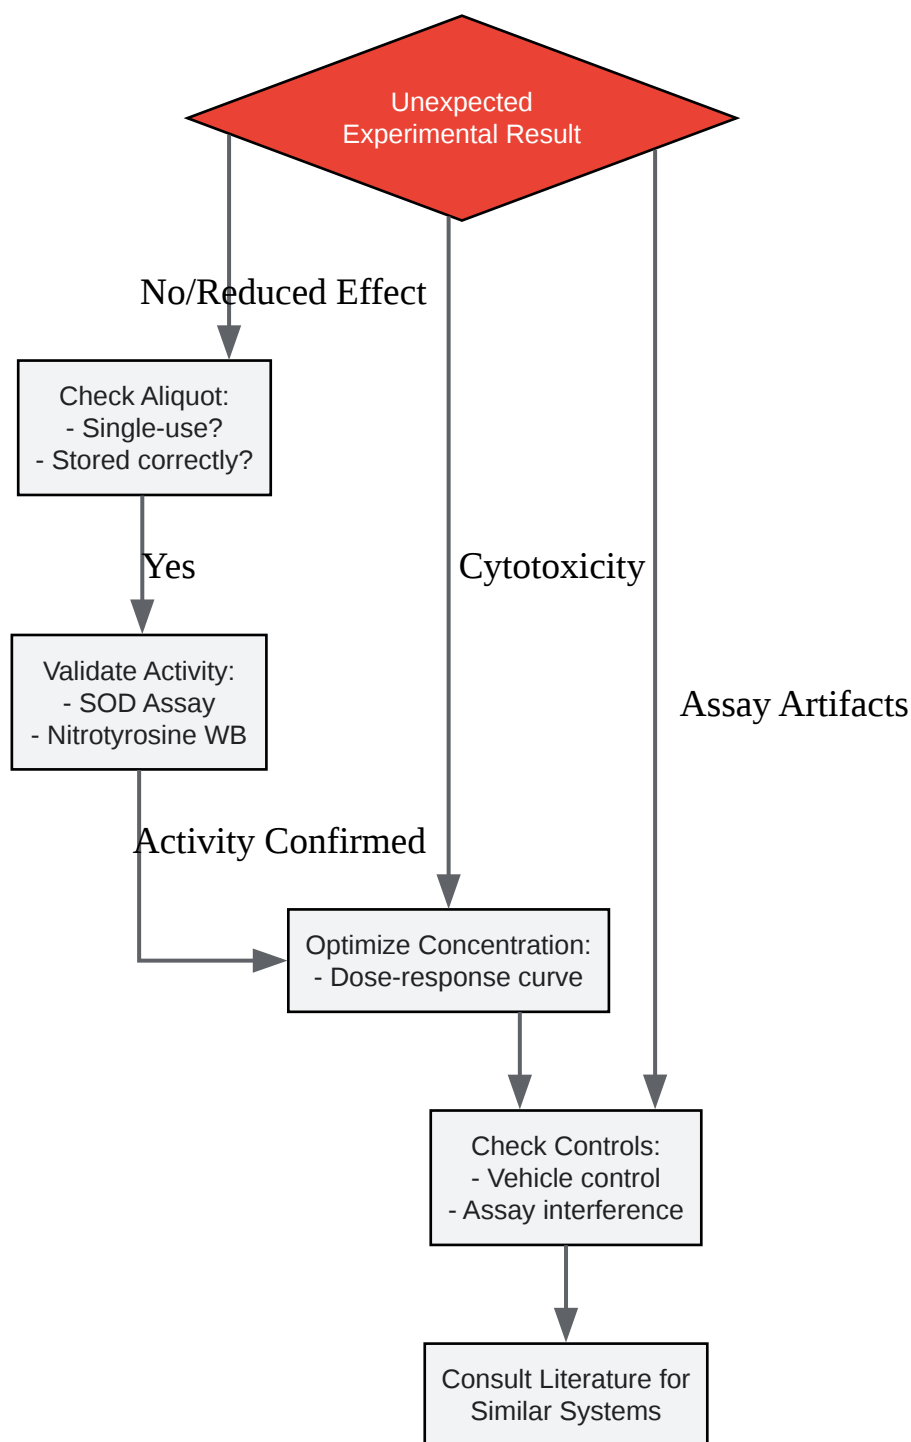 Unexpected
Experimental Result
No/Reduced Effect
Check Aliquot:
- Single-use?
- Stored correctly?
Yes
Cytotoxicity
Validate Activity:
- SOD Assay
- Nitrotyrosine WB
Assay Artifacts
Activity Confirmed
Optimize Concentration:
- Dose-response curve
Check Controls:
- Vehicle control
- Assay interference
Consult Literature for
Similar Systems